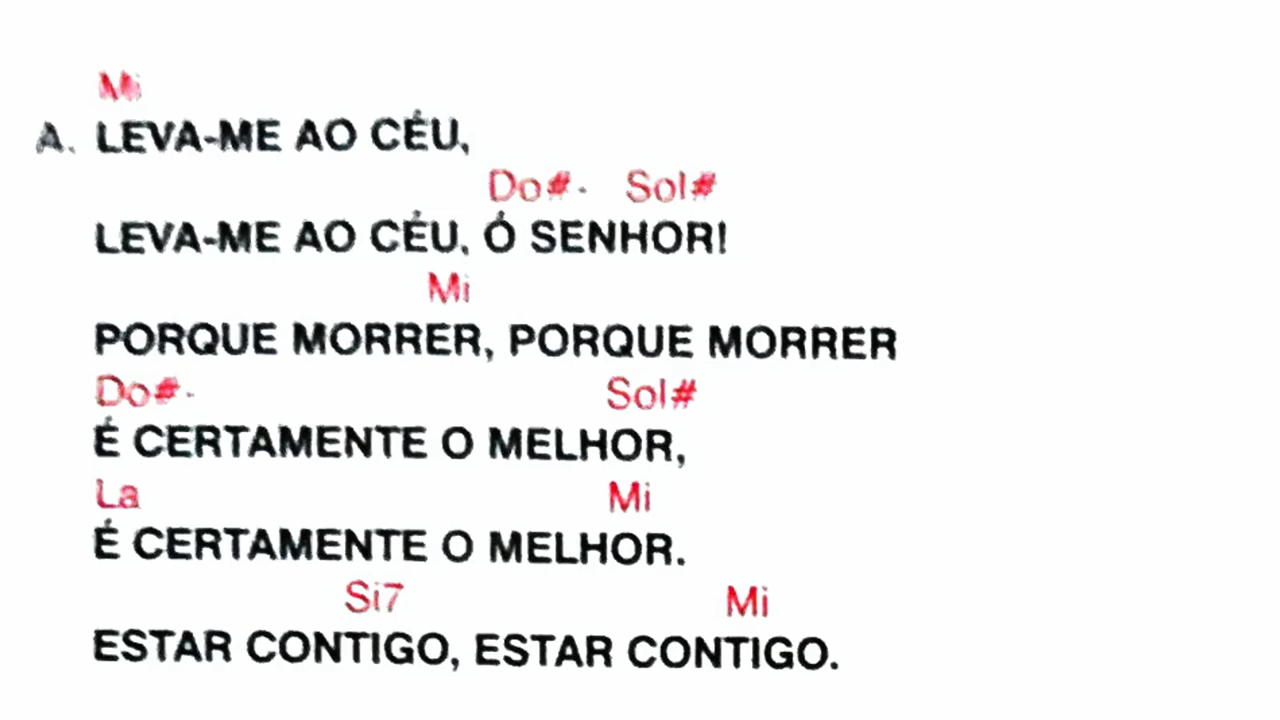 Mi
A. LEVA-ME AO CÉU,
Do#- Sol#
LEVA-ME AO CÉU, Ó SENHOR!
Mi
PORQUE MORRER, PORQUE MORRER
Do#- Sol#
É CERTAMENTE O MELHOR,
La Mi
É CERTAMENTE O MELHOR.
Si7 Mi
ESTAR CONTIGO, ESTAR CONTIGO.